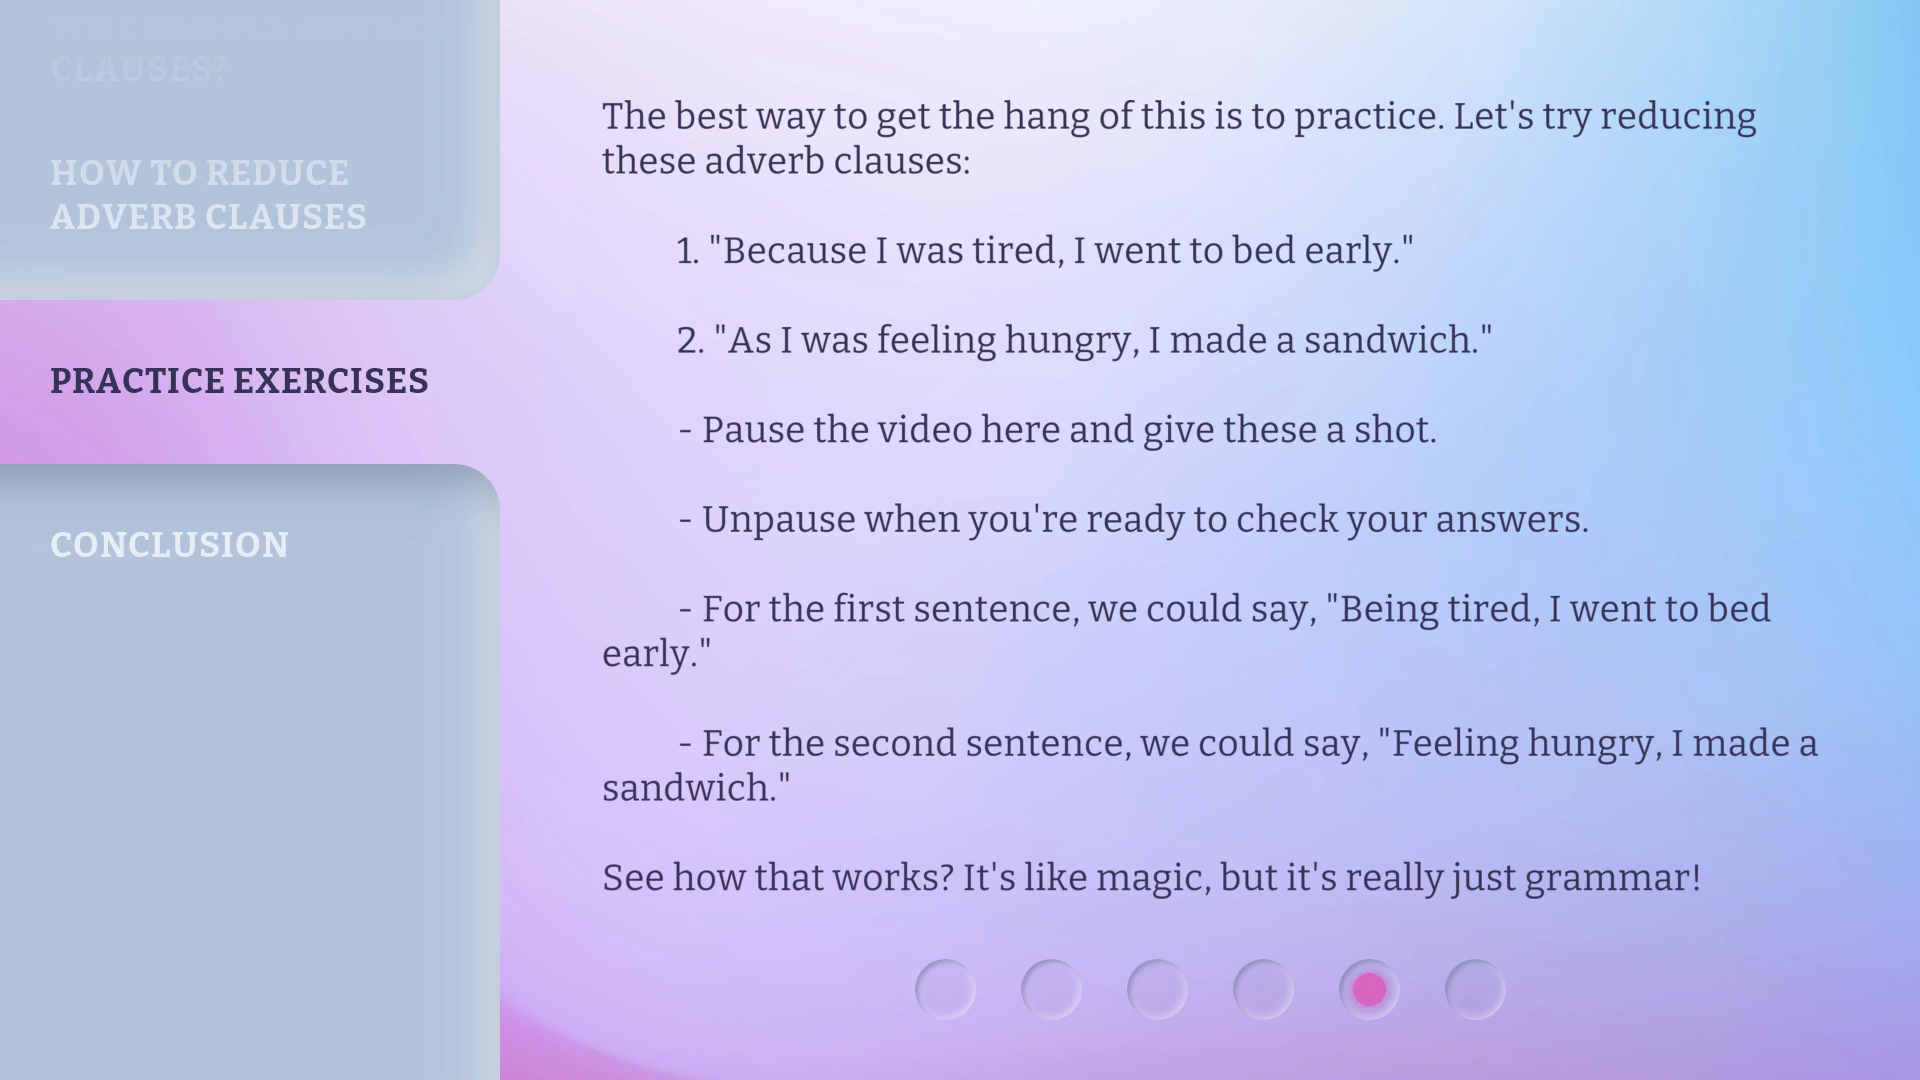 WHY REDUCE ADVERB
CLAUSES?
HOW TO REDUCE
ADVERB CLAUSES
PRACTICE EXERCISES
CONCLUSION
The best way to get the hang of this is to practice. Let's try reducing
these adverb clauses:
1. "Because I was tired, I went to bed early."
2. "As I was feeling hungry, I made a sandwich."
- Pause the video here and give these a shot.
- Unpause when you're ready to check your answers.
- For the first sentence, we could say, "Being tired, I went to bed
early."
- For the second sentence, we could say, "Feeling hungry, I made a
sandwich."
See how that works? It's like magic, but it's really just grammar!